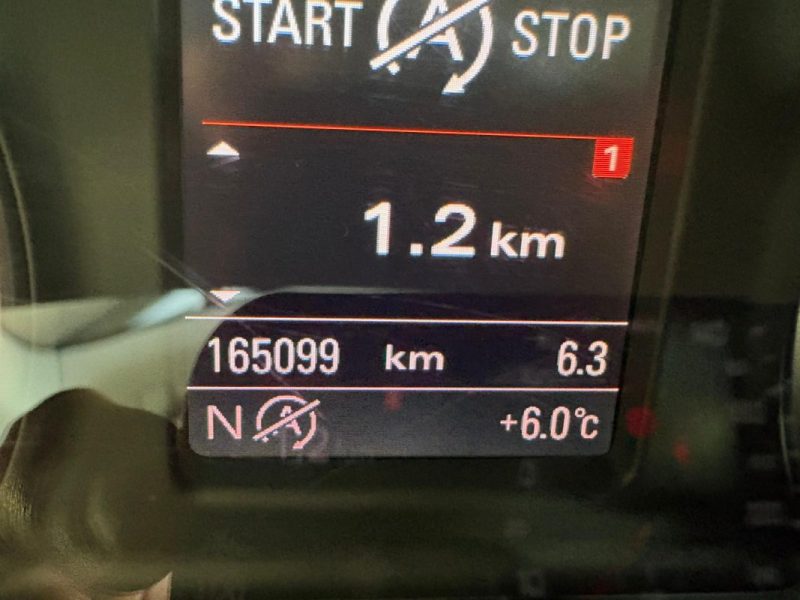 START A STOP
1
1.2 km
165099 km 6.3
N A +6.0°C